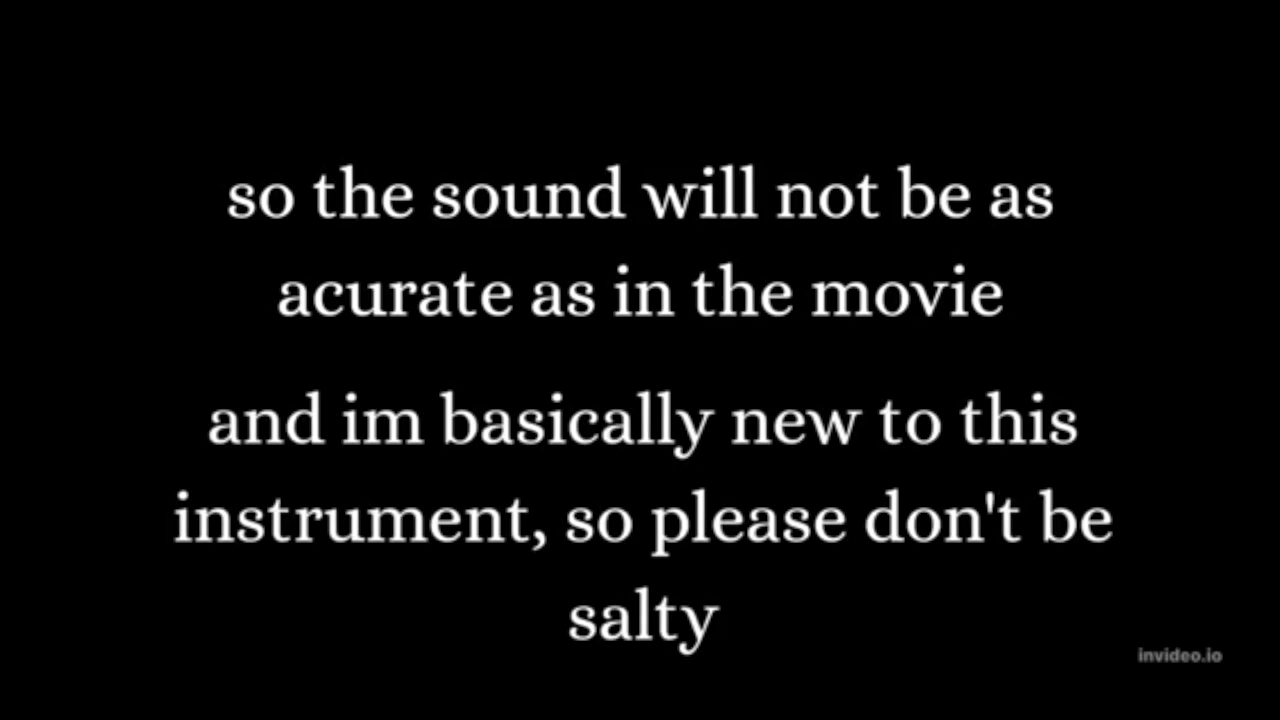 so the sound will not be as
acurate as in the movie
and im basically new to this
instrument, so please don't be
salty
invideo.io